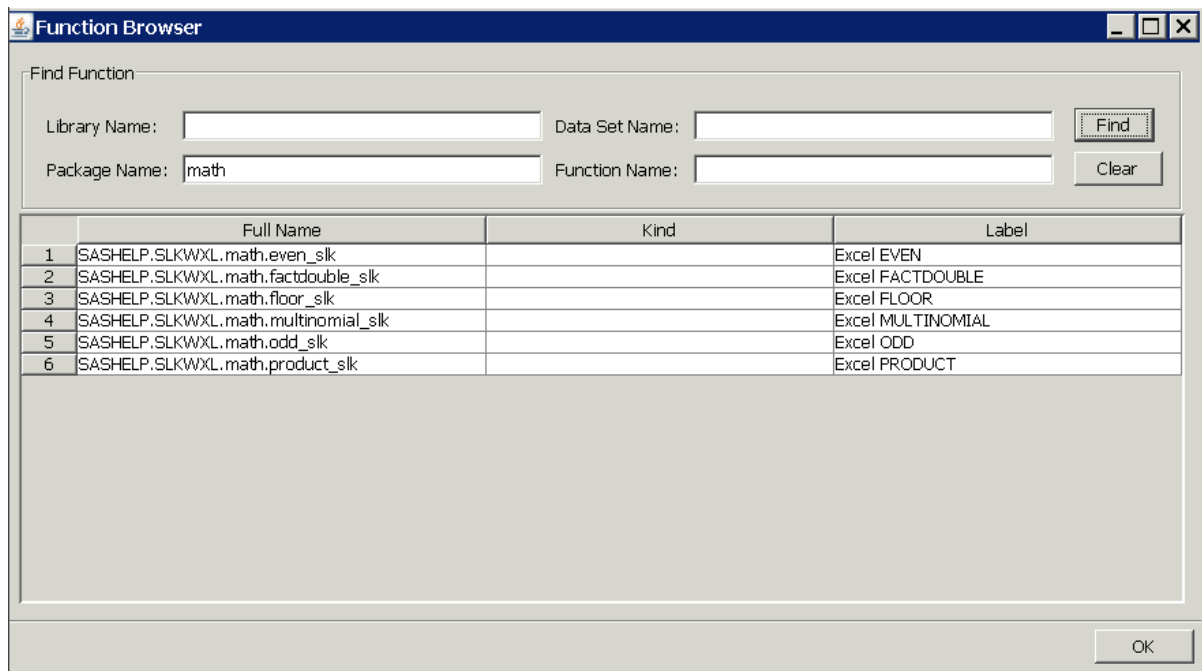 Function Browser
Find Function
Library Name: Data Set Name: Find
Package Name: math Function Name: Clear
Full Name Kind Label
1 SASHELP.SLKWXL.math.even_slk Excel EVEN
2 SASHELP.SLKWXL.math.factdouble_slk Excel FACTDOUBLE
3 SASHELP.SLKWXL.math.floor_slk Excel FLOOR
4 SASHELP.SLKWXL.math.multinomial_slk Excel MULTINOMIAL
5 SASHELP.SLKWXL.math.odd_slk Excel ODD
6 SASHELP.SLKWXL.math.product_slk Excel PRODUCT
OK